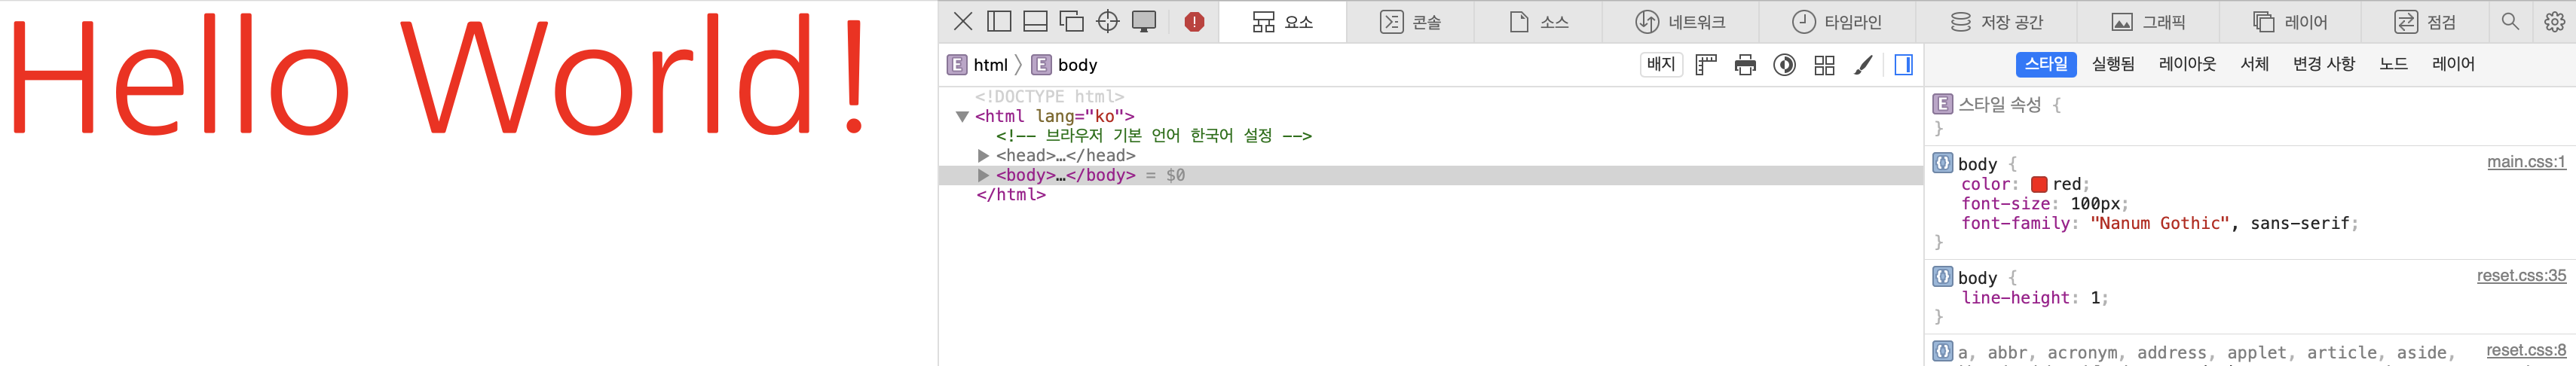 Hello World!
요소
콘솔
소스
네트워크
타임라인
저장 공간
그래픽
레이어
점검
E html 〉 E body
배지
스타일
실행됨
레이아웃
서체
변경 사항
노드
레이어
<!DOCTYPE html>
<html lang="ko">
<!-- 브라우저 기본 언어 한국어 설정 -->
<head>…</head>
<body>…</body> = $0
</html>
E 스타일 속성 {
}
body { main.css:1
color: red;
font-size: 100px;
font-family: "Nanum Gothic", sans-serif;
}
body { reset.css:35
line-height: 1;
}
a, abbr, acronym, address, applet, article, aside, reset.css:8